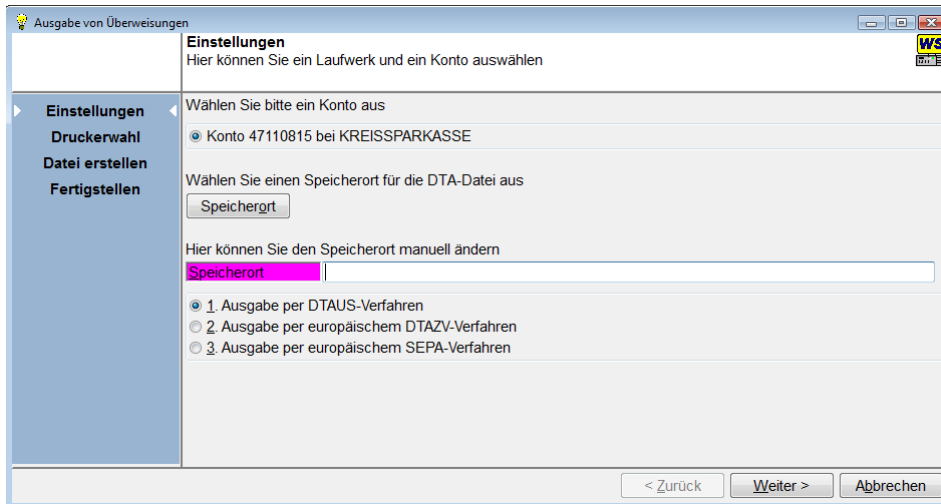 Ausgabe von Überweisungen
Einstellungen
Hier können Sie ein Laufwerk und ein Konto auswählen
WS
Einstellungen
Druckerwahl
Datei erstellen
Fertigstellen
Wählen Sie bitte ein Konto aus
Konto 47110815 bei KREISSPARKASSE
Wählen Sie einen Speicherort für die DTA-Datei aus
Speicherort
Hier können Sie den Speicherort manuell ändern
Speicherort
1. Ausgabe per DTAUS-Verfahren
2. Ausgabe per europäischem DTAZV-Verfahren
3. Ausgabe per europäischem SEPA-Verfahren
< Zurück
Weiter >
Abbrechen